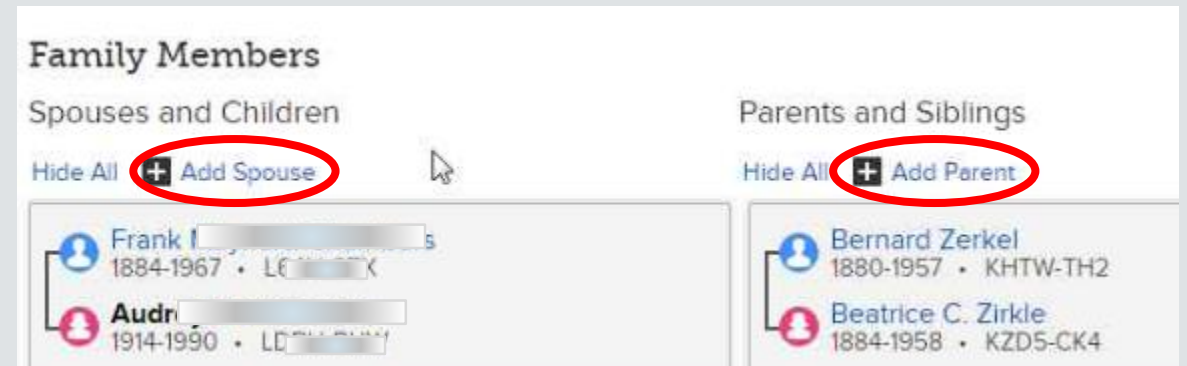 Family Members
Spouses and Children
Hide All Add Spouse
Frank
1884-1967 •
1914-1990 •
Parents and Siblings
Hide All Add Parent
Bernard Zerkel
1880-1957 • KHTW-TH2
Beatrice C. Zirkle
1884-1958 • KZD5-CK4